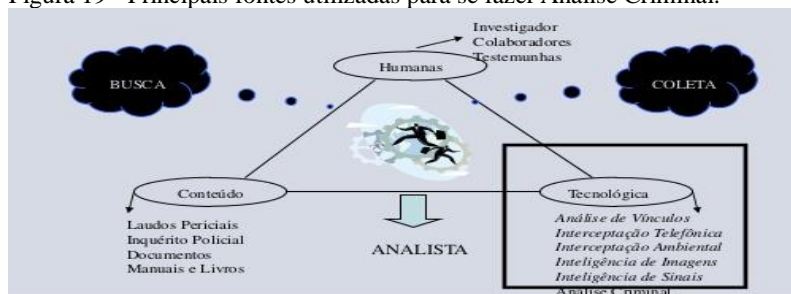 Figura 19 - Principais fontes utilizadas para se fazer Análise Criminal.
Investigador
Colaboradores
Testemunhas
Humanas
BUSCA
COLETA
Conteúdo
Tecnológica
Laudos Periciais
Inquérito Policial
Documentos
Manuais e Livros
ANALISTA
Análise de Vínculos
Interceptação Telefônica
Interceptação Ambiental
Inteligência de Imagens
Inteligência de Sinais
Análise Criminal